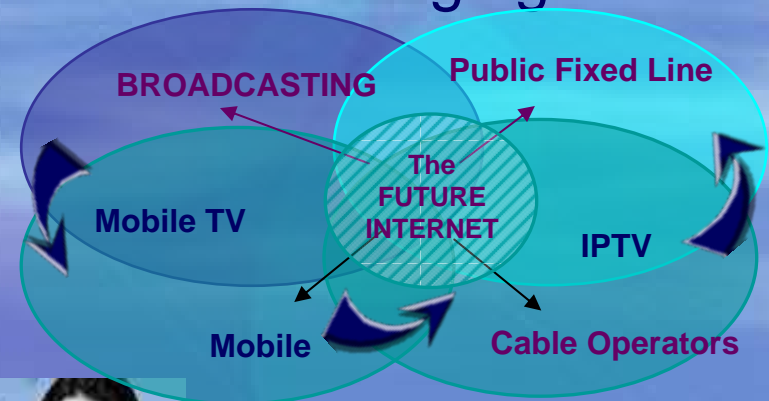 BROADCASTING
Public Fixed Line
The
FUTURE
INTERNET
Mobile TV
IPTV
Mobile
Cable Operators